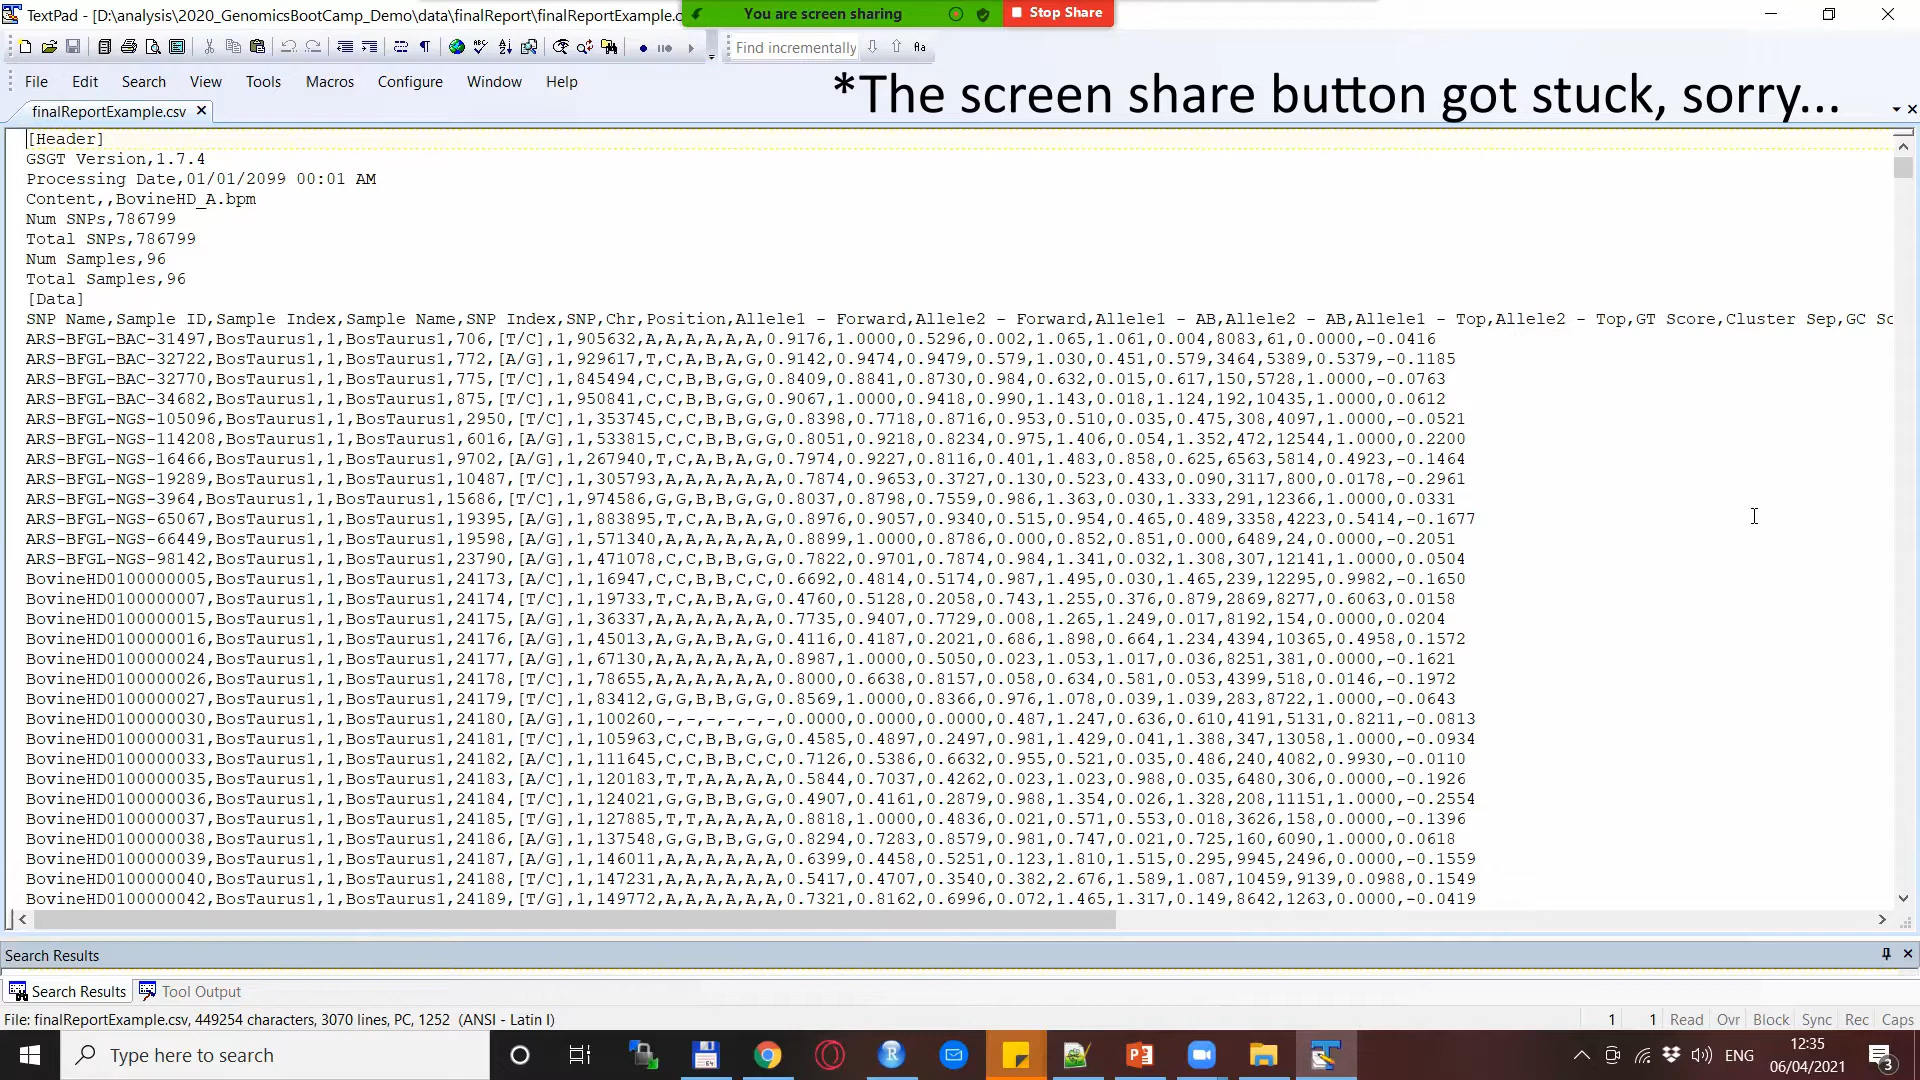 TextPad - [D:\analysis\2020_GenomicsBootCamp_Demo\data\finalReport\finalReportExample.c
You are screen sharing
Stop Share
Find incrementally
File Edit Search View Tools Macros Configure Window Help
*The screen share button got stuck, sorry...
finalReportExample.csv
[Header]
GSGT Version,1.7.4
Processing Date,01/01/2099 00:01 AM
Content,,BovineHD_A.bpm
Num SNPs,786799
Total SNPs,786799
Num Samples,96
Total Samples,96
[Data]
SNP Name,Sample ID,Sample Index,Sample Name,SNP Index,SNP,Chr,Position,Allele1 - Forward,Allele2 - Forward,Allele1 - AB,Allele2 - AB,Allele1 - Top,Allele2 - Top,GT Score,Cluster Sep,GC Sc
ARS-BFGL-BAC-31497,BosTaurus1,1,BosTaurus1,706,[T/C],1,905632,A,A,A,A,A,A,0.9176,1.0000,0.5296,0.002,1.065,1.061,0.004,8083,61,0.0000,-0.0416
ARS-BFGL-BAC-32722,BosTaurus1,1,BosTaurus1,772,[A/G],1,929617,T,C,A,B,A,G,0.9142,0.9474,0.9479,0.579,1.030,0.451,0.579,3464,5389,0.5379,-0.1185
ARS-BFGL-BAC-32770,BosTaurus1,1,BosTaurus1,775,[T/C],1,845494,C,C,B,B,G,G,0.8409,0.8841,0.8730,0.984,0.632,0.015,0.617,150,5728,1.0000,-0.0763
ARS-BFGL-BAC-34682,BosTaurus1,1,BosTaurus1,875,[T/C],1,950841,C,C,B,B,G,G,0.9067,1.0000,0.9418,0.990,1.143,0.018,1.124,192,10435,1.0000,0.0612
ARS-BFGL-NGS-105096,BosTaurus1,1,BosTaurus1,2950,[T/C],1,353745,C,C,B,B,G,G,0.8398,0.7718,0.8716,0.953,0.510,0.035,0.475,308,4097,1.0000,-0.0521
ARS-BFGL-NGS-114208,BosTaurus1,1,BosTaurus1,6016,[A/G],1,533815,C,C,B,B,G,G,0.8051,0.9218,0.8234,0.975,1.406,0.054,1.352,472,12544,1.0000,0.2200
ARS-BFGL-NGS-16466,BosTaurus1,1,BosTaurus1,9702,[A/G],1,267940,T,C,A,B,A,G,0.7974,0.9227,0.8116,0.401,1.483,0.858,0.625,6563,5814,0.4923,-0.1464
ARS-BFGL-NGS-19289,BosTaurus1,1,BosTaurus1,10487,[T/C],1,305793,A,A,A,A,A,A,0.7874,0.9653,0.3727,0.130,0.523,0.433,0.090,3117,800,0.0178,-0.2961
ARS-BFGL-NGS-3964,BosTaurus1,1,BosTaurus1,15686,[T/C],1,974586,G,G,B,B,G,G,0.8037,0.8798,0.7559,0.986,1.363,0.030,1.333,291,12366,1.0000,0.0331
ARS-BFGL-NGS-65067,BosTaurus1,1,BosTaurus1,19395,[A/G],1,883895,T,C,A,B,A,G,0.8976,0.9057,0.9340,0.515,0.954,0.465,0.489,3358,4223,0.5414,-0.1677
ARS-BFGL-NGS-66449,BosTaurus1,1,BosTaurus1,19598,[A/G],1,571340,A,A,A,A,A,A,0.8899,1.0000,0.8786,0.000,0.852,0.851,0.000,6489,24,0.0000,-0.2051
ARS-BFGL-NGS-98142,BosTaurus1,1,BosTaurus1,23790,[A/G],1,471078,C,C,B,B,G,G,0.7822,0.9701,0.7874,0.984,1.341,0.032,1.308,307,12141,1.0000,0.0504
BovineHD0100000005,BosTaurus1,1,BosTaurus1,24173,[A/C],1,16947,C,C,B,B,C,C,0.6692,0.4814,0.5174,0.987,1.495,0.030,1.465,239,12295,0.9982,-0.1650
BovineHD0100000007,BosTaurus1,1,BosTaurus1,24174,[T/C],1,19733,T,C,A,B,A,G,0.4760,0.5128,0.2058,0.743,1.255,0.376,0.879,2869,8277,0.6063,0.0158
BovineHD0100000015,BosTaurus1,1,BosTaurus1,24175,[A/G],1,36337,A,A,A,A,A,A,0.7735,0.9407,0.7729,0.008,1.265,1.249,0.017,8192,154,0.0000,0.0204
BovineHD0100000016,BosTaurus1,1,BosTaurus1,24176,[A/G],1,45013,A,G,A,B,A,G,0.4116,0.4187,0.2021,0.686,1.898,0.664,1.234,4394,10365,0.4958,0.1572
BovineHD0100000024,BosTaurus1,1,BosTaurus1,24177,[A/G],1,67130,A,A,A,A,A,A,0.8987,1.0000,0.5050,0.023,1.053,1.017,0.036,8251,381,0.0000,-0.1621
BovineHD0100000026,BosTaurus1,1,BosTaurus1,24178,[T/C],1,78655,A,A,A,A,A,A,0.8000,0.6638,0.8157,0.058,0.634,0.581,0.053,4399,518,0.0146,-0.1972
BovineHD0100000027,BosTaurus1,1,BosTaurus1,24179,[T/C],1,83412,G,G,B,B,G,G,0.8569,1.0000,0.8366,0.976,1.078,0.039,1.039,283,8722,1.0000,-0.0643
BovineHD0100000030,BosTaurus1,1,BosTaurus1,24180,[A/G],1,100260,-,-,-,-,-,-,0.0000,0.0000,0.0000,0.487,1.247,0.636,0.610,4191,5131,0.8211,-0.0813
BovineHD0100000031,BosTaurus1,1,BosTaurus1,24181,[T/C],1,105963,C,C,B,B,G,G,0.4585,0.4897,0.2497,0.981,1.429,0.041,1.388,347,13058,1.0000,-0.0934
BovineHD0100000033,BosTaurus1,1,BosTaurus1,24182,[A/C],1,111645,C,C,B,B,C,C,0.7126,0.5386,0.6632,0.955,0.521,0.035,0.486,240,4082,0.9930,-0.0110
BovineHD0100000035,BosTaurus1,1,BosTaurus1,24183,[A/C],1,120183,T,T,A,A,A,A,0.5844,0.7037,0.4262,0.023,1.023,0.988,0.035,6480,306,0.0000,-0.1926
BovineHD0100000036,BosTaurus1,1,BosTaurus1,24184,[T/C],1,124021,G,G,B,B,G,G,0.4907,0.4161,0.2879,0.988,1.354,0.026,1.328,208,11151,1.0000,-0.2554
BovineHD0100000037,BosTaurus1,1,BosTaurus1,24185,[T/G],1,127885,T,T,A,A,A,A,0.8818,1.0000,0.4836,0.021,0.571,0.553,0.018,3626,158,0.0000,-0.1396
BovineHD0100000038,BosTaurus1,1,BosTaurus1,24186,[A/G],1,137548,G,G,B,B,G,G,0.8294,0.7283,0.8579,0.981,0.747,0.021,0.725,160,6090,1.0000,0.0618
BovineHD0100000039,BosTaurus1,1,BosTaurus1,24187,[A/G],1,146011,A,A,A,A,A,A,0.6399,0.4458,0.5251,0.123,1.810,1.515,0.295,9945,2496,0.0000,-0.1559
BovineHD0100000040,BosTaurus1,1,BosTaurus1,24188,[T/C],1,147231,A,A,A,A,A,A,0.5417,0.4707,0.3540,0.382,2.676,1.589,1.087,10459,9139,0.0988,0.1549
BovineHD0100000042,BosTaurus1,1,BosTaurus1,24189,[T/G],1,149772,A,A,A,A,A,A,0.7321,0.8162,0.6996,0.072,1.465,1.317,0.149,8642,1263,0.0000,-0.0419
Search Results
Search Results Tool Output
File: finalReportExample.csv, 449254 characters, 3070 lines, PC, 1252 (ANSI - Latin I) 1 1 Read Ovr Block Sync Rec Caps
Type here to search
ENG
12:35
06/04/2021
3